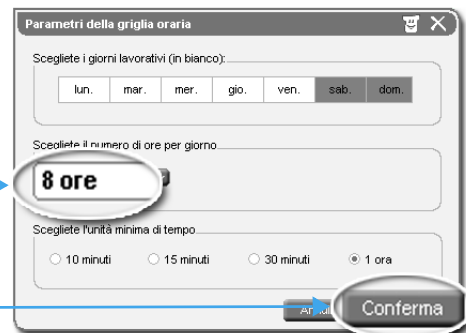 Parametri della griglia oraria
Scegliete i giorni lavorativi (in bianco):
lun. mar. mer. gio. ven. sab. dom.
Scegliete il numero di ore per giorno
8 ore
Scegliete l'unità minima di tempo
10 minuti 15 minuti 30 minuti 1 ora
Conferma